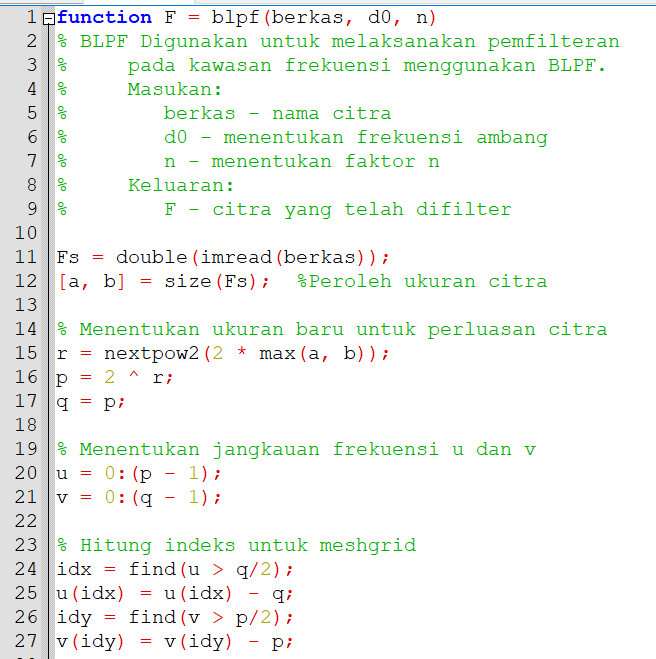 1 function F = blpf(berkas, d0, n)
2 % BLPF Digunakan untuk melaksanakan pemfilteran
3 %     pada kawasan frekuensi menggunakan BLPF.
4 %     Masukan:
5 %        berkas - nama citra
6 %        d0 - menentukan frekuensi ambang
7 %        n - menentukan faktor n
8 %     Keluaran:
9 %        F - citra yang telah difilter
10
11 Fs = double(imread(berkas));
12 [a, b] = size(Fs);  %Peroleh ukuran citra
13
14 % Menentukan ukuran baru untuk perluasan citra
15 r = nextpow2(2 * max(a, b));
16 p = 2 ^ r;
17 q = p;
18
19 % Menentukan jangkauan frekuensi u dan v
20 u = 0:(p - 1);
21 v = 0:(q - 1);
22
23 % Hitung indeks untuk meshgrid
24 idx = find(u > q/2);
25 u(idx) = u(idx) - q;
26 idy = find(v > p/2);
27 v(idy) = v(idy) - p;